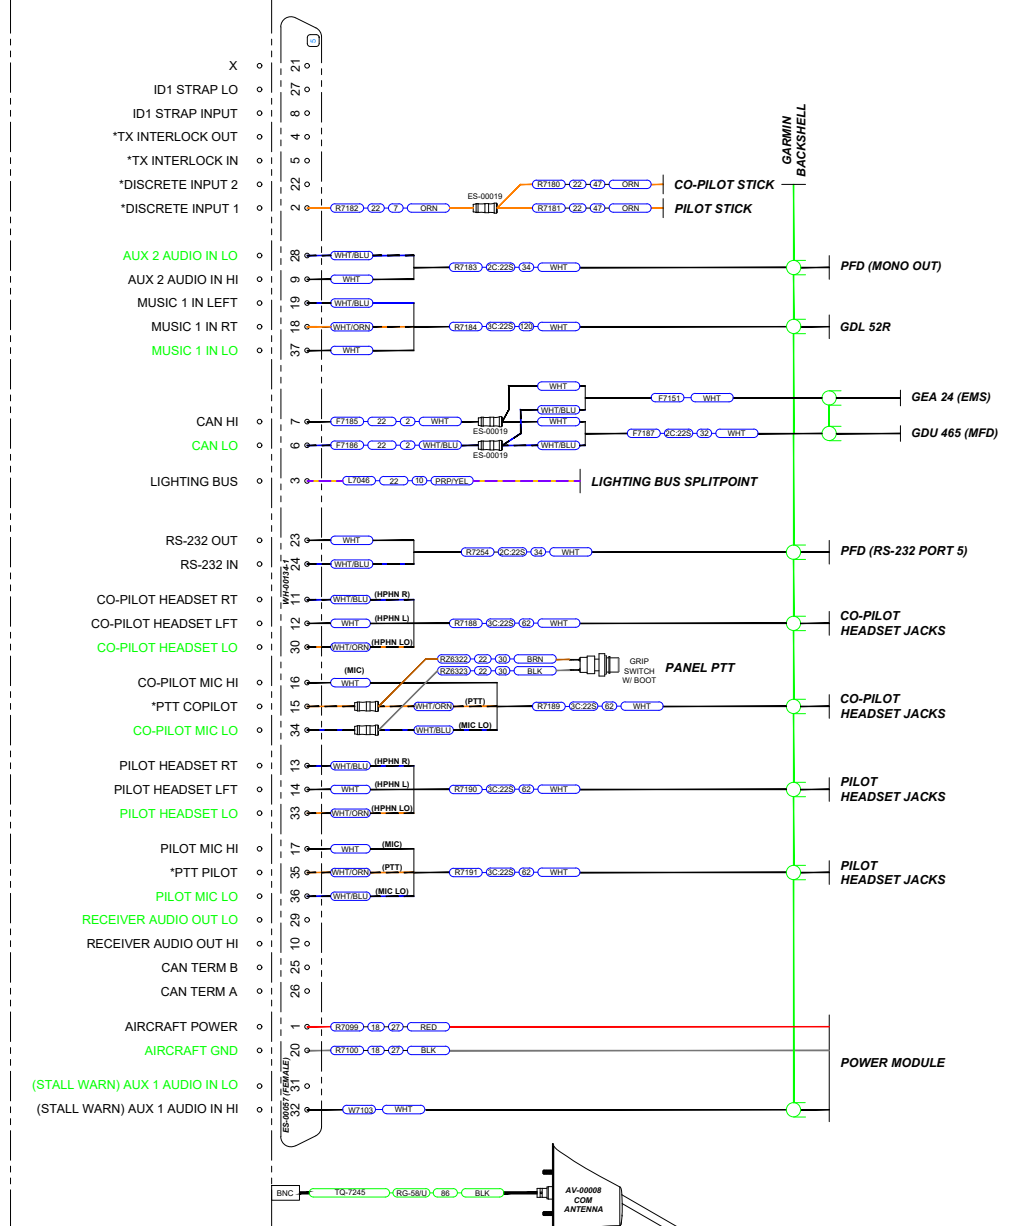 5
X 21
ID1 STRAP LO 27
ID1 STRAP INPUT 8
*TX INTERLOCK OUT 4
*TX INTERLOCK IN 5
GARMIN
BACKSHELL
*DISCRETE INPUT 2 22 R7180 22 47 ORN CO-PILOT STICK
ES-00019
*DISCRETE INPUT 1 2 R7182 22 7 ORN R7181 22 47 ORN PILOT STICK
AUX 2 AUDIO IN LO 28 WHT/BLU
R7183 2C:22S 34 WHT PFD (MONO OUT)
AUX 2 AUDIO IN HI 9 WHT
MUSIC 1 IN LEFT 19 WHT/BLU
MUSIC 1 IN RT 18 WHT/ORN R7184 3C:22S 120 WHT GDL 52R
MUSIC 1 IN LO 37 WHT
WHT
F7151 WHT GEA 24 (EMS)
WHT/BLU
CAN HI 7 F7185 22 2 WHT WHT
ES-00019
F7187 2C:22S 32 WHT GDU 465 (MFD)
CAN LO 6 F7186 22 2 WHT/BLU WHT/BLU
ES-00019
LIGHTING BUS 3 L7046 22 10 PRP/YEL LIGHTING BUS SPLITPOINT
RS-232 OUT 23 WHT
R7254 2C:22S 34 WHT PFD (RS-232 PORT 5)
RS-232 IN 24 WHT/BLU
WH-00134-1
CO-PILOT HEADSET RT 11 WHT/BLU (HPHN R)
CO-PILOT HEADSET LFT 12 WHT (HPHN L) R7188 3C:22S 62 WHT CO-PILOT
HEADSET JACKS
CO-PILOT HEADSET LO 30 WHT/ORN (HPHN LO)
RZ6322 22 30 BRN
RZ6323 22 30 BLK
GRIP
SWITCH
W/ BOOT
PANEL PTT
CO-PILOT MIC HI 16 WHT (MIC)
*PTT COPILOT 15 WHT/ORN (PTT) R7189 3C:22S 62 WHT CO-PILOT
HEADSET JACKS
CO-PILOT MIC LO 34 WHT/BLU (MIC LO)
PILOT HEADSET RT 13 WHT/BLU (HPHN R)
PILOT HEADSET LFT 14 WHT (HPHN L) R7190 3C:22S 62 WHT PILOT
HEADSET JACKS
PILOT HEADSET LO 33 WHT/ORN (HPHN LO)
PILOT MIC HI 17 WHT (MIC)
*PTT PILOT 35 WHT/ORN (PTT) R7191 3C:22S 62 WHT PILOT
HEADSET JACKS
PILOT MIC LO 36 WHT/BLU (MIC LO)
RECEIVER AUDIO OUT LO 29
RECEIVER AUDIO OUT HI 10
CAN TERM B 25
CAN TERM A 26
AIRCRAFT POWER 1 R7099 18 27 RED
AIRCRAFT GND 20 R7100 18 27 BLK
POWER MODULE
(STALL WARN) AUX 1 AUDIO IN LO 31
(STALL WARN) AUX 1 AUDIO IN HI 32 W7103 WHT
ES-00057 (FEMALE)
BNC TQ-7245 RG-58/U 86 BLK
AV-00008
COM
ANTENNA